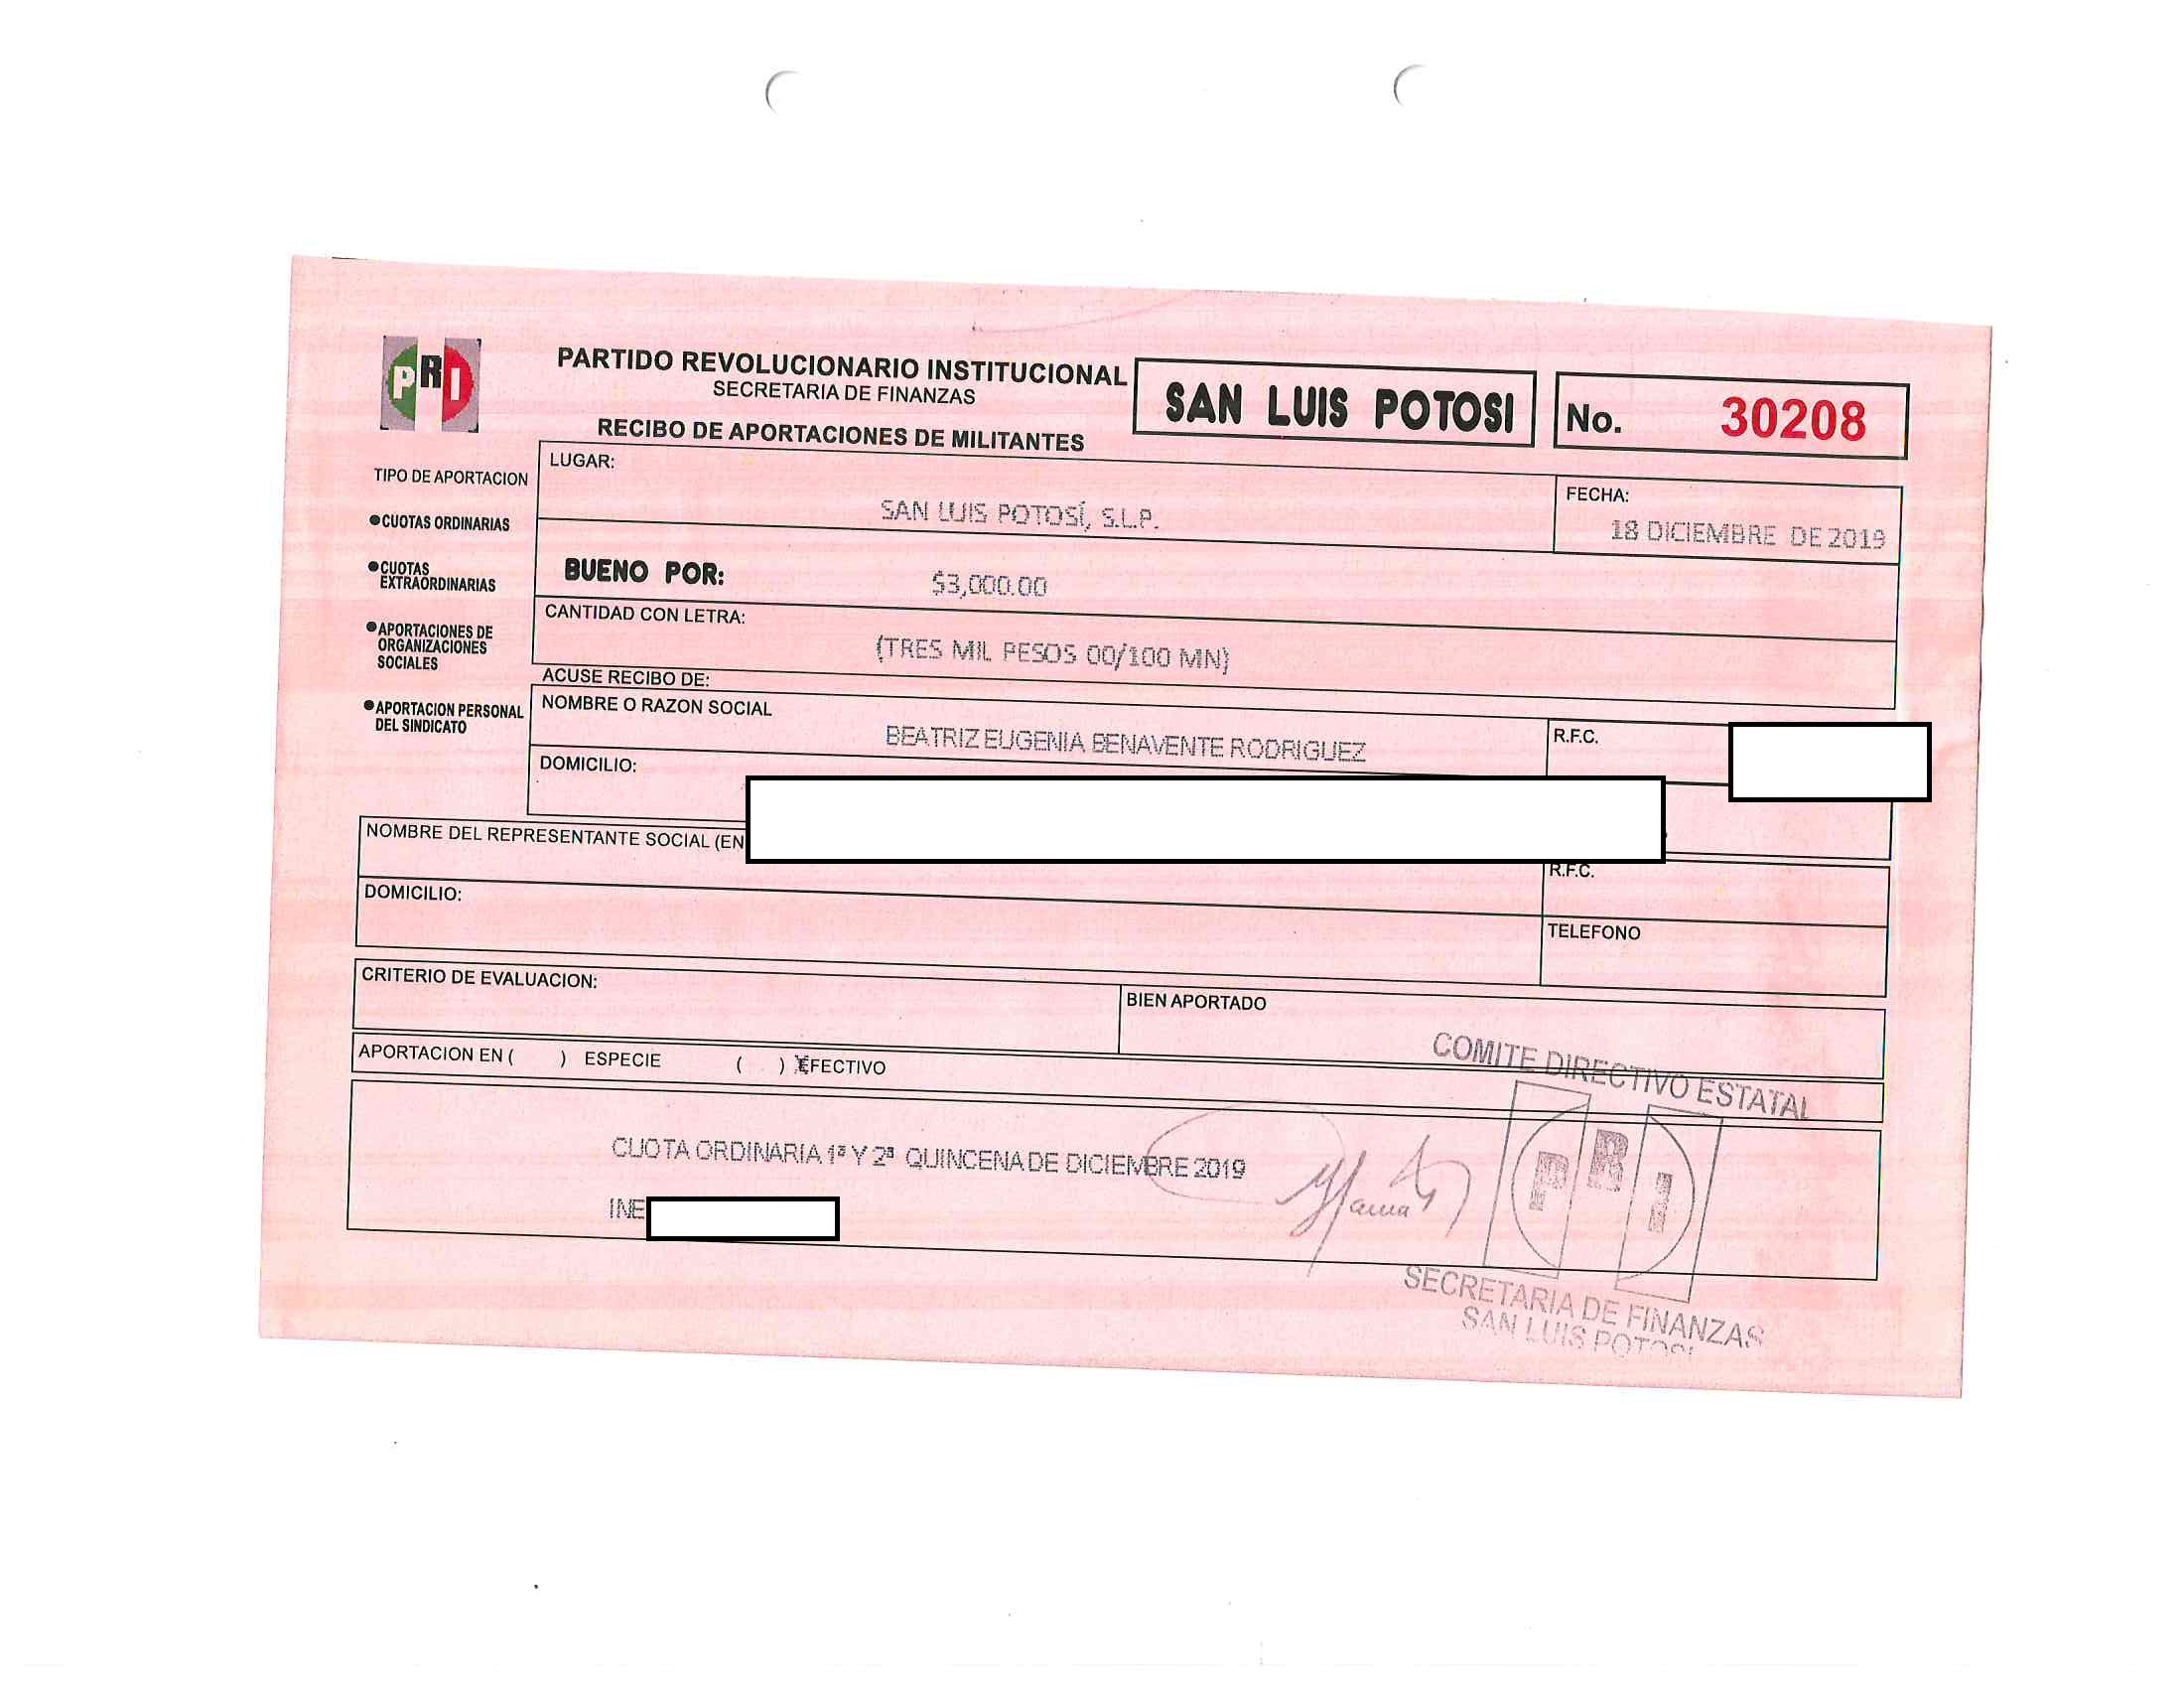 PRI
PARTIDO REVOLUCIONARIO INSTITUCIONAL
SECRETARIA DE FINANZAS
RECIBO DE APORTACIONES DE MILITANTES
SAN LUIS POTOSI
No. 30208
TIPO DE APORTACION
●CUOTAS ORDINARIAS
●CUOTAS
EXTRAORDINARIAS
●APORTACIONES DE
ORGANIZACIONES
SOCIALES
●APORTACION PERSONAL
DEL SINDICATO
LUGAR:
SAN LUIS POTOSÍ, S.L.P.
FECHA:
18 DICIEMBRE DE 2019
BUENO POR: $3,000.00
CANTIDAD CON LETRA:
(TRES MIL PESOS 00/100 MN)
ACUSE RECIBO DE:
NOMBRE O RAZON SOCIAL
BEATRIZ EUGENIA BENAVENTE RODRIGUEZ
R.F.C.
DOMICILIO:
NOMBRE DEL REPRESENTANTE SOCIAL (EN
R.F.C.
DOMICILIO:
TELEFONO
CRITERIO DE EVALUACION:
BIEN APORTADO
APORTACION EN ( ) ESPECIE ( ) EFECTIVO
CUOTA ORDINARIA 1ª Y 2ª QUINCENA DE DICIEMBRE 2019
INE
COMITE DIRECTIVO ESTATAL
PRI
SECRETARIA DE FINANZAS
SAN LUIS POTOSI